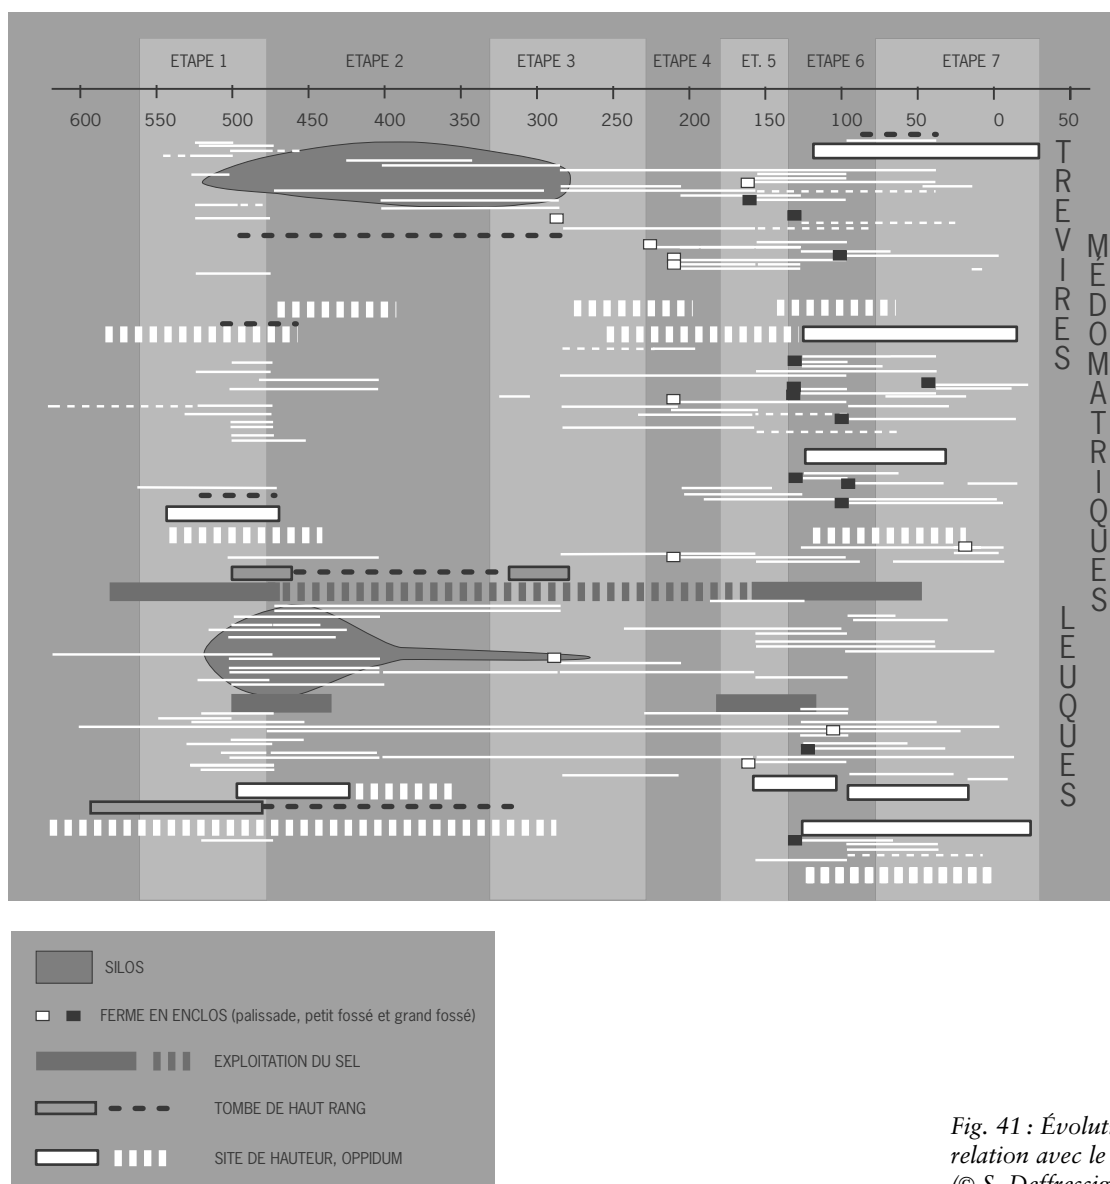 ETAPE 1 ETAPE 2 ETAPE 3 ETAPE 4 ET. 5 ETAPE 6 ETAPE 7
600 550 500 450 400 350 300 250 200 150 100 50 0 50
TREVIRES
MÉDOMATRIQUES
LEUQUES
SILOS
FERME EN ENCLOS (palissade, petit fossé et grand fossé)
EXPLOITATION DU SEL
TOMBE DE HAUT RANG
SITE DE HAUTEUR, OPPIDUM
Fig. 41 : Évolut
relation avec le